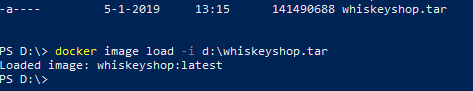 -a---- 5-1-2019 13:15 141490688 whiskeyshop.tar
PS D:\> docker image load -i d:\whiskeyshop.tar
Loaded image: whiskeyshop:latest
PS D:\>